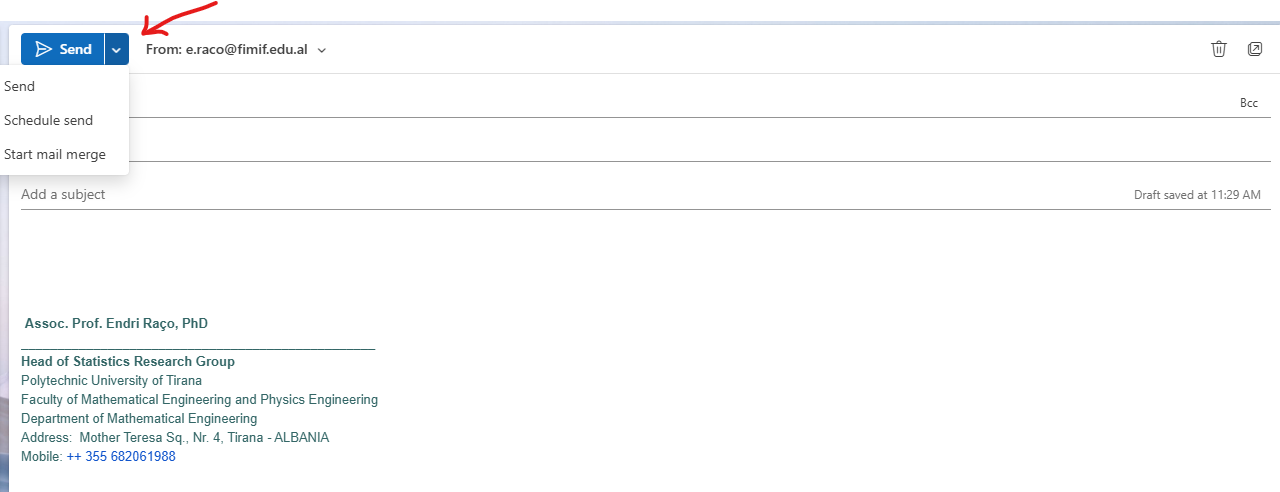 Send
From: e.raco@fimif.edu.al
Send
Schedule send
Start mail merge
Bcc
Add a subject
Draft saved at 11:29 AM
Assoc. Prof. Endri Raço, PhD
Head of Statistics Research Group
Polytechnic University of Tirana
Faculty of Mathematical Engineering and Physics Engineering
Department of Mathematical Engineering
Address:  Mother Teresa Sq., Nr. 4, Tirana - ALBANIA
Mobile: ++ 355 682061988